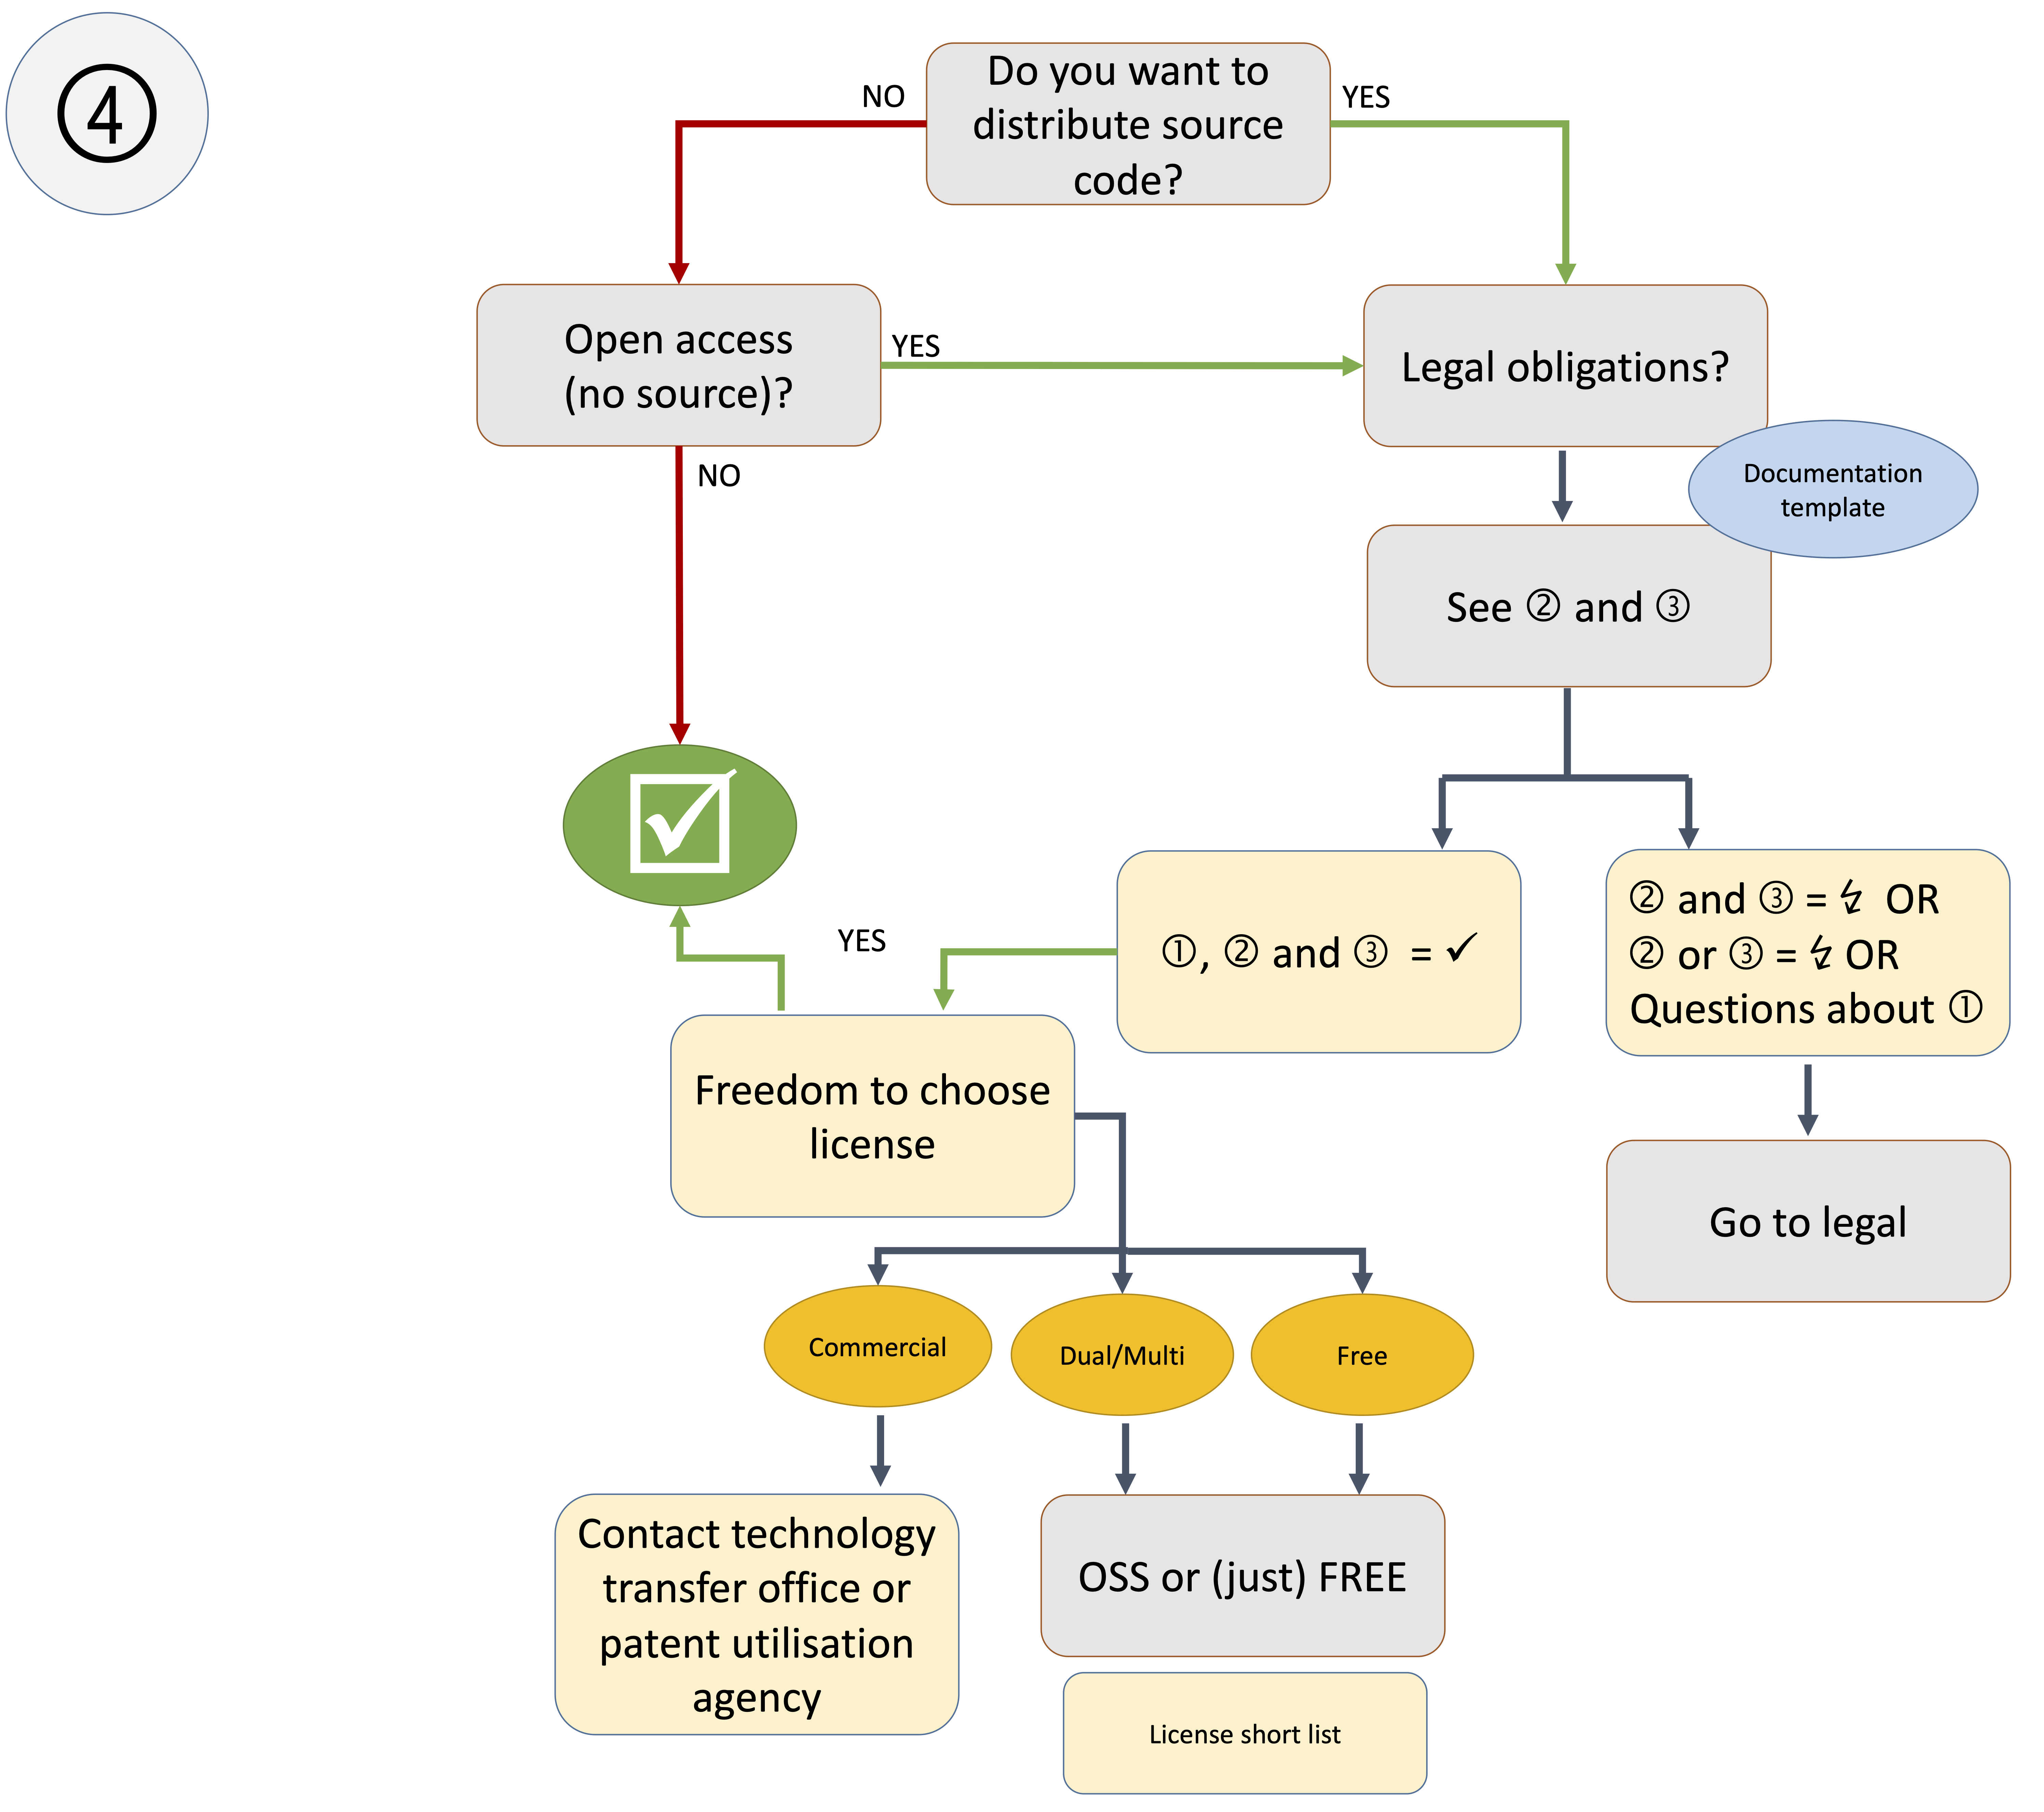 ④
Do you want to
distribute source
code?
NO
YES
Open access
(no source)?
YES
Legal obligations?
NO
Documentation
template
See ② and ③
①, ② and ③ = ✓
② and ③ = ↯ OR
② or ③ = ↯ OR
Questions about ①
YES
Freedom to choose
license
Go to legal
Commercial
Dual/Multi
Free
Contact technology
transfer office or
patent utilisation
agency
OSS or (just) FREE
License short list